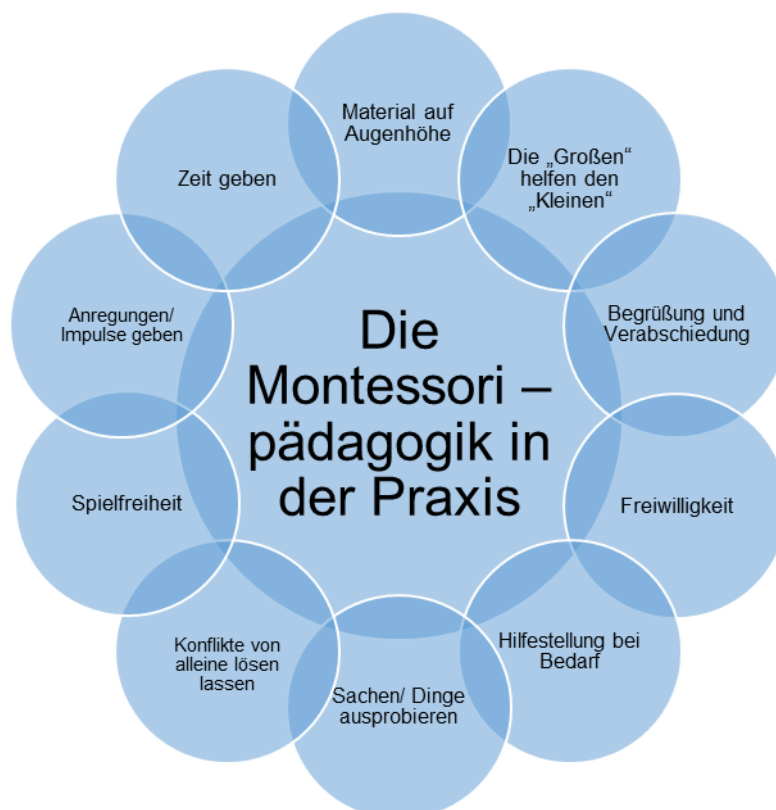 Material auf
Augenhöhe
Die „Großen“
helfen den
„Kleinen“
Begrüßung und
Verabschiedung
Freiwilligkeit
Hilfestellung bei
Bedarf
Sachen/ Dinge
ausprobieren
Konflikte von
alleine lösen
lassen
Spielfreiheit
Anregungen/
Impulse geben
Zeit geben
Die
Montessori –
pädagogik in
der Praxis